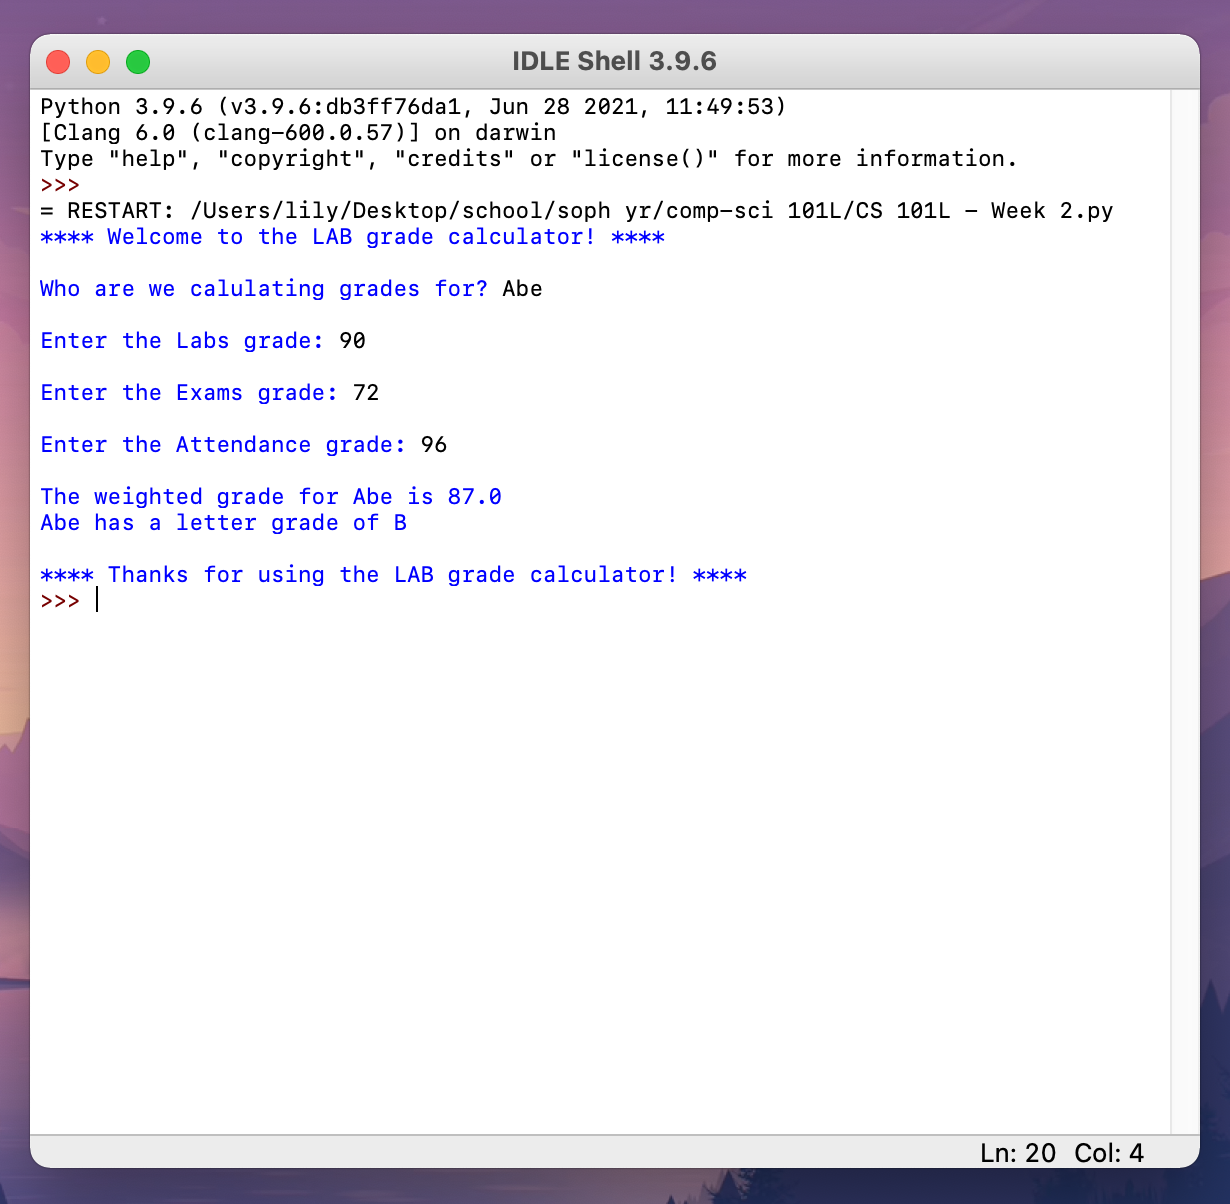 IDLE Shell 3.9.6
Python 3.9.6 (v3.9.6:db3ff76da1, Jun 28 2021, 11:49:53)
[Clang 6.0 (clang-600.0.57)] on darwin
Type "help", "copyright", "credits" or "license()" for more information.
>>>
= RESTART: /Users/lily/Desktop/school/soph yr/comp-sci 101L/CS 101L - Week 2.py
**** Welcome to the LAB grade calculator! ****
Who are we calulating grades for? Abe
Enter the Labs grade: 90
Enter the Exams grade: 72
Enter the Attendance grade: 96
The weighted grade for Abe is 87.0
Abe has a letter grade of B
**** Thanks for using the LAB grade calculator! ****
>>>
Ln: 20 Col: 4